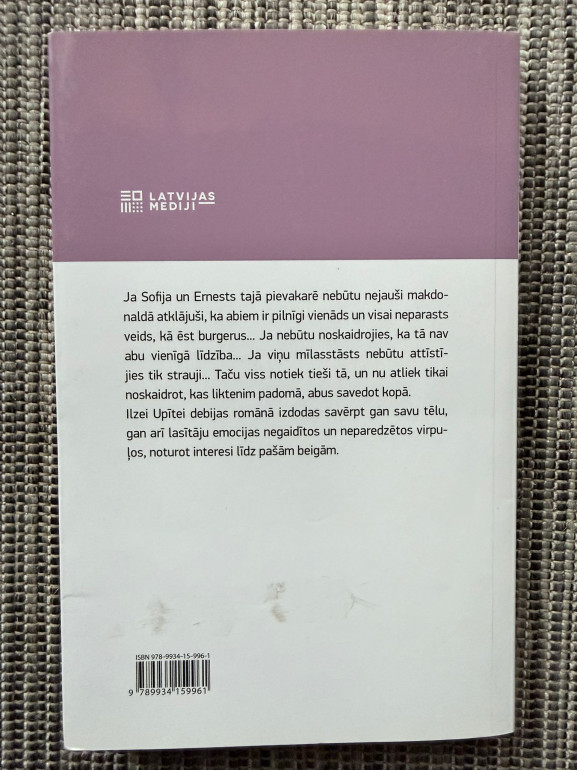 LATVIJAS
MEDIJI
Ja Sofija un Ernests tajā pievakarē nebūtu nejauši makdo-
naldā atklājuši, ka abiem ir pilnīgi vienāds un visai neparasts
veids, kā ēst burgerus... Ja nebūtu noskaidrojies, ka tā nav
abu vienīgā līdzība... Ja viņu mīlasstāsts nebūtu attīstī-
jies tik strauji... Taču viss notiek tieši tā, un nu atliek tikai
noskaidrot, kas liktenim padomā, abus savedot kopā.
Ilzei Upītei debijas romānā izdodas savērpt gan savu tēlu,
gan arī lasītāju emocijas negaidītos un neparedzētos virpu-
ļos, noturot interesi līdz pašām beigām.
ISBN 978-9934-15-996-1
9 789934 159961